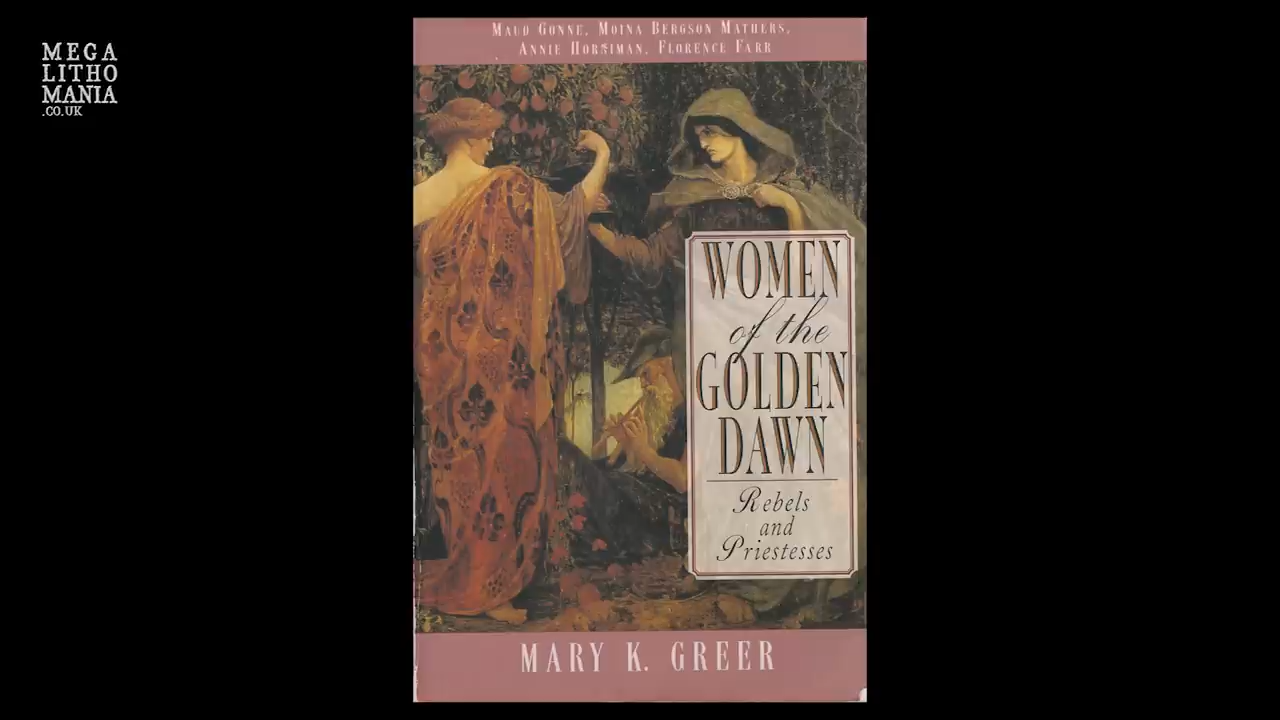 MEGA
LITHO
MANIA
.CO.UK
MAUD GONNE, MOINA BERGSON MATHERS,
ANNIE HORNIMAN, FLORENCE FARR
WOMEN
of the
GOLDEN
DAWN
Rebels
and
Priestesses
MARY K. GREER